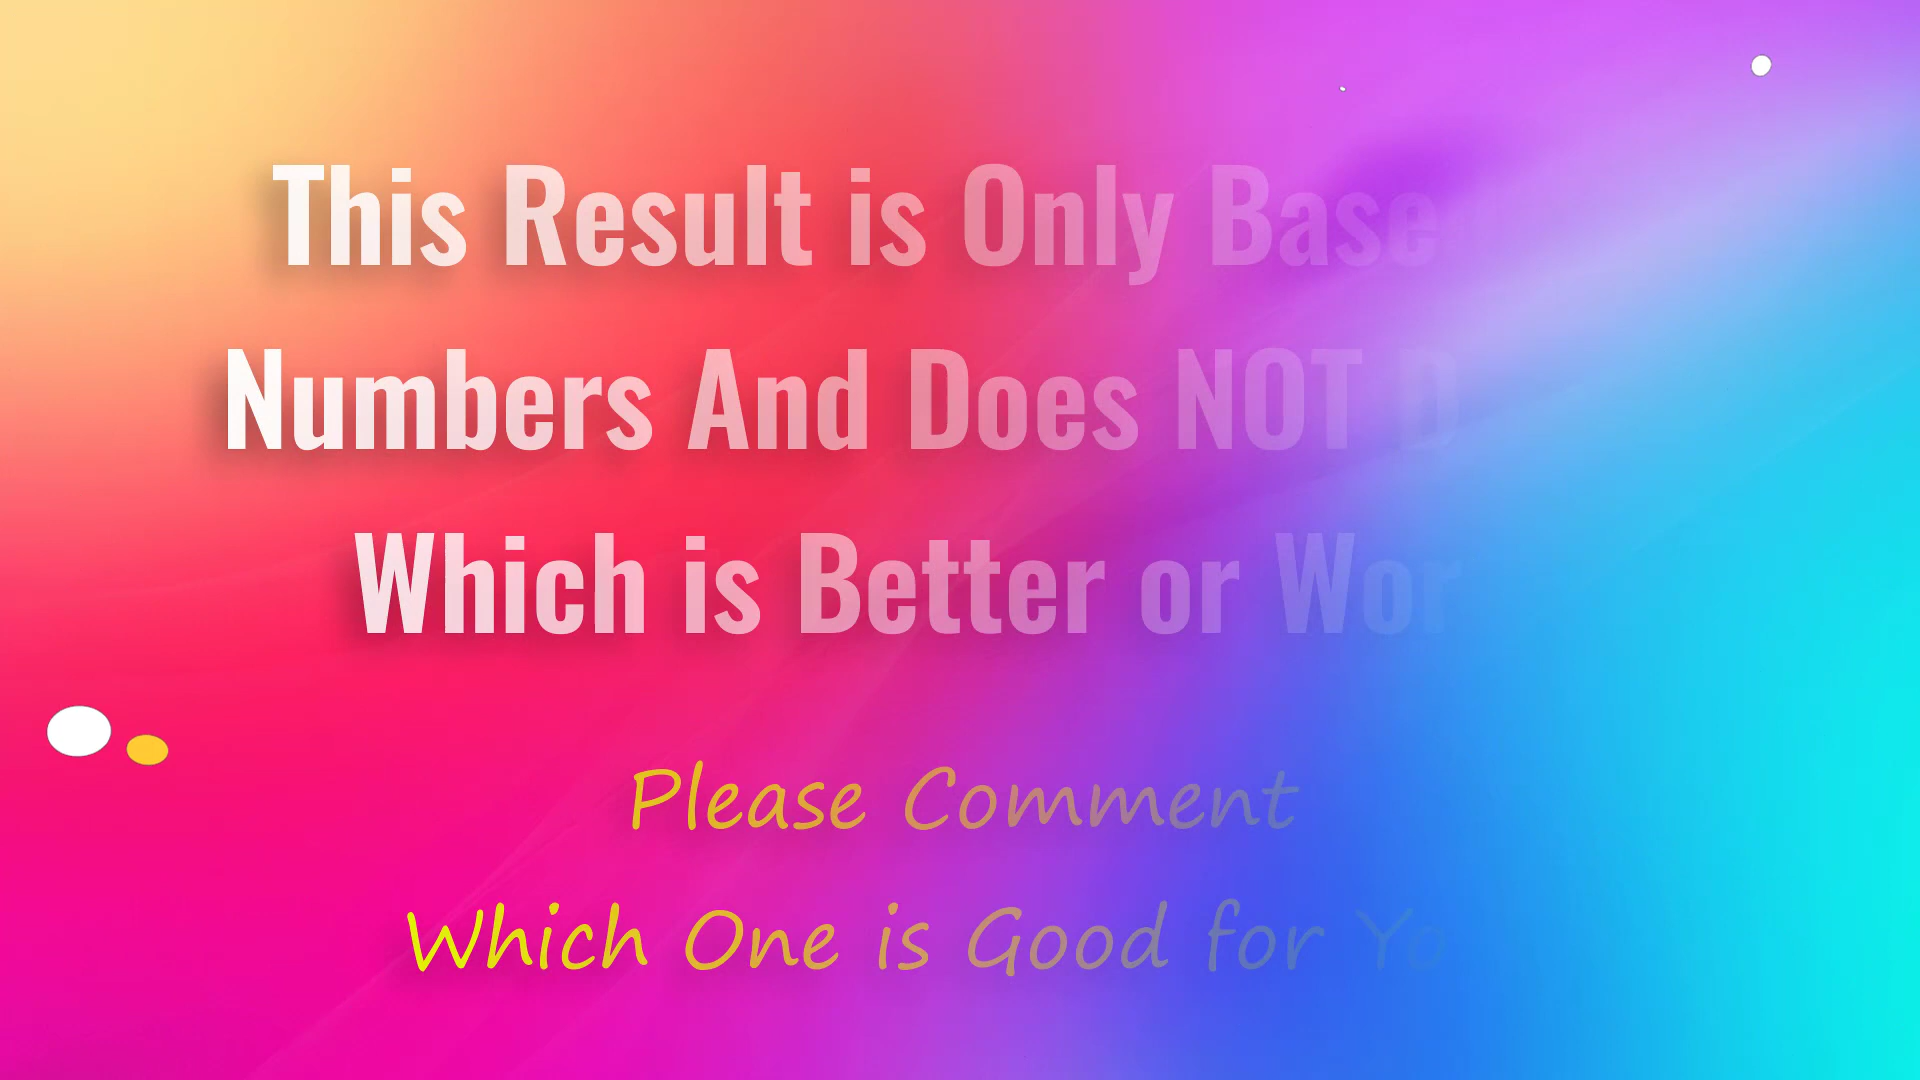 This Result is Only Base
Numbers And Does NOT D
Which is Better or Wor
Please Comment
Which One is Good for Yo